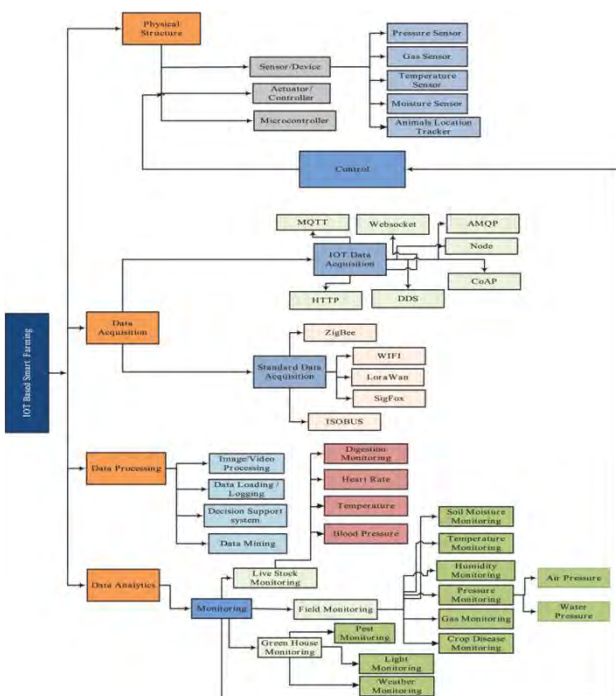 Physical
Structure
Sensor/Device
Actuator/
Controller
Microcontroller
Pressure Sensor
Gas Sensor
Temperature
Sensor
Moisture Sensor
Animals Location
Tracker
Control
MQTT
Websocket
AMQP
IOT Data
Acquisition
Node
CoAP
HTTP
DDS
IOT Based Smart Farming
Data
Acquisition
ZigBee
Standard Data
Acquisition
WIFI
LoraWan
SigFox
ISOBUS
Data Processing
Image/Video
Processing
Data Loading /
Logging
Decision Support
system
Data Mining
Digestion
Monitoring
Heart Rate
Temperature
Blood Pressure
Data Analytics
Live Stock
Monitoring
Monitoring
Field Monitoring
Green House
Monitoring
Pest
Monitoring
Light
Monitoring
Weather
Monitoring
Soil Moisture
Monitoring
Temperature
Monitoring
Humidity
Monitoring
Pressure
Monitoring
Gas Monitoring
Crop Disease
Monitoring
Air Pressure
Water
Pressure